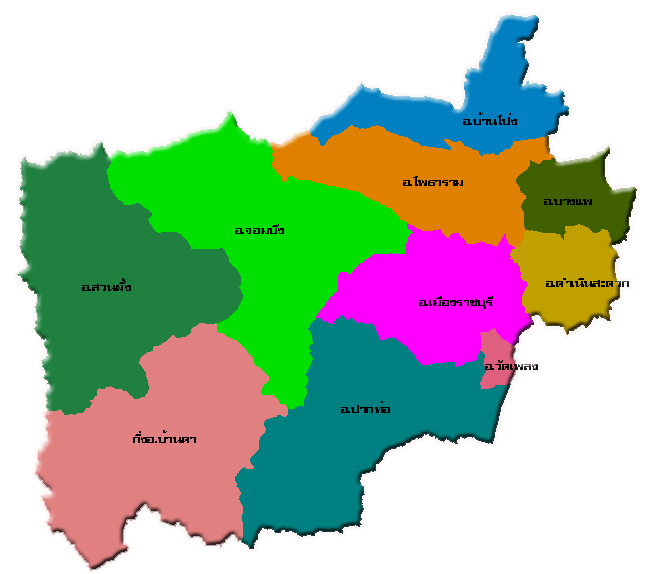 อ.บ้านโป่ง
อ.โพธาราม
อ.บางแพ
อ.จอมบึง
อ.สวนผึ้ง
อ.ดำเนินสะดวก
อ.เมืองราชบุรี
อ.วัดเพลง
อ.ปากท่อ
กิ่งอ.บ้านคา